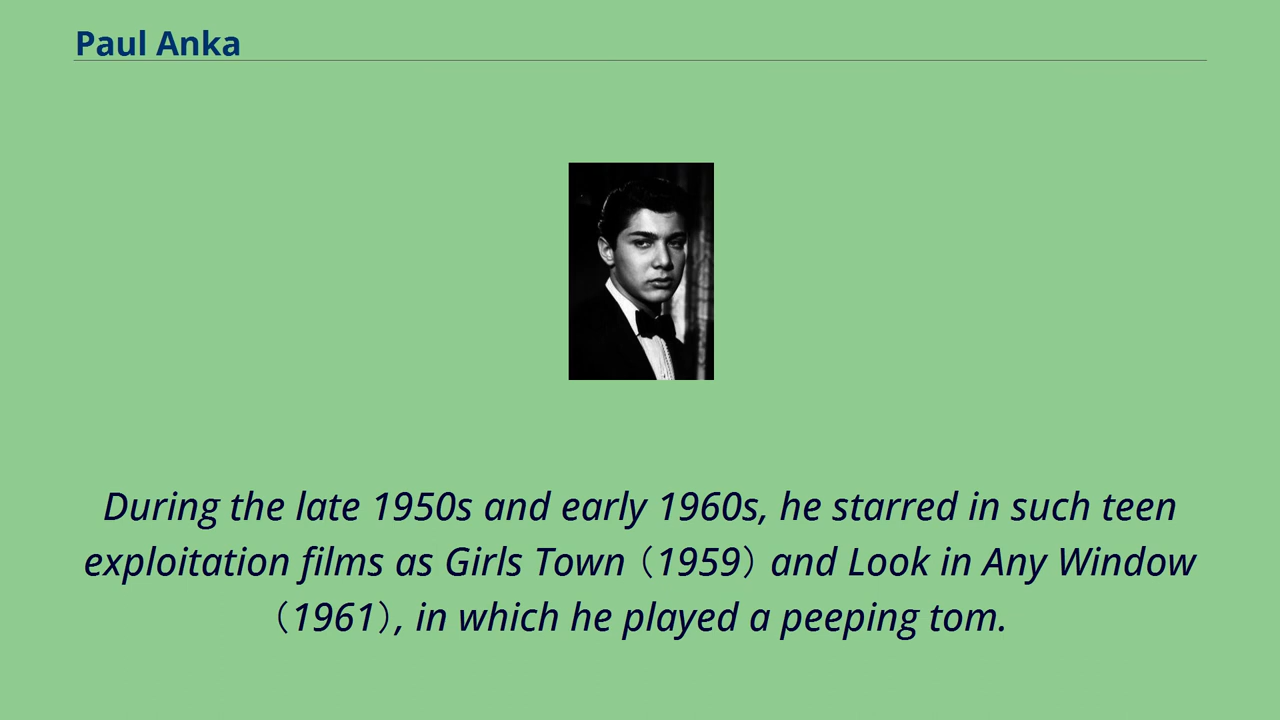 Paul Anka
During the late 1950s and early 1960s, he starred in such teen
exploitation films as Girls Town（1959）and Look in Any Window
（1961）, in which he played a peeping tom.